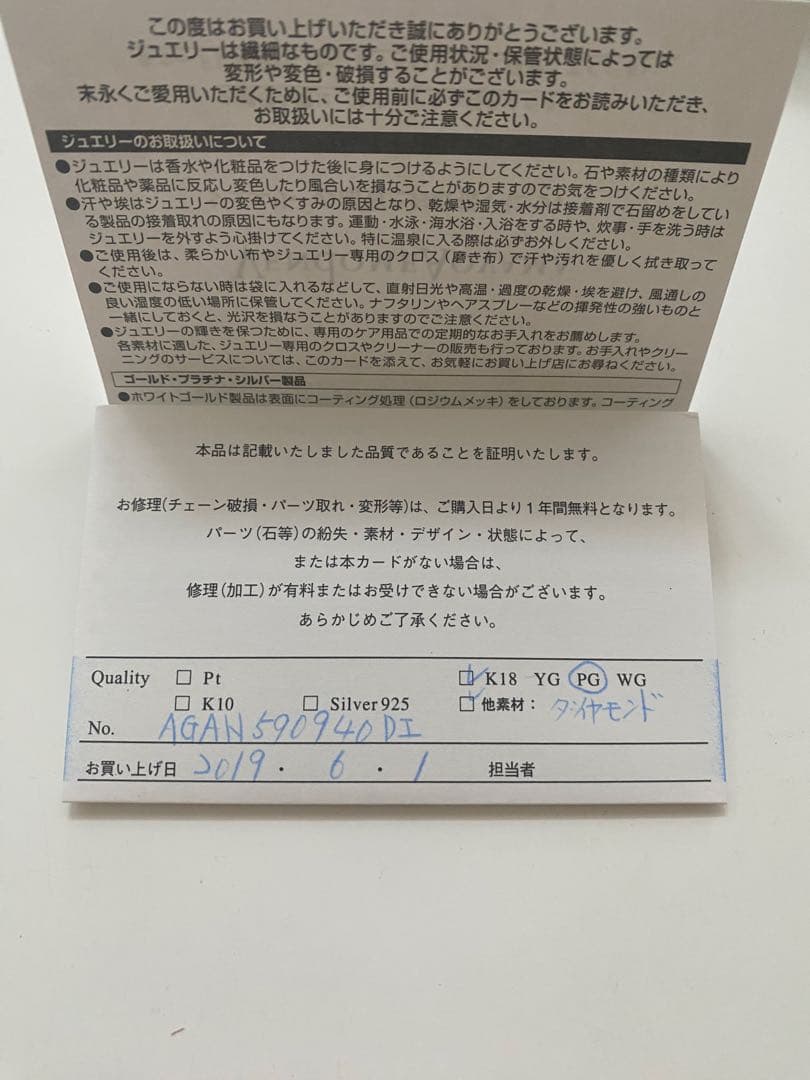 この度はお買い上げいただき誠にありがとうございます。
ジュエリーは繊細なものです。ご使用状況・保管状態によっては
変形や変色・破損することがございます。
末永くご愛用いただくために、ご使用前に必ずこのカードをお読みいただき、
お取扱いには十分ご注意ください。
ジュエリーのお取扱いについて
●ジュエリーは香水や化粧品をつけた後に身につけるようにしてください。石や素材の種類により
化粧品や薬品に反応し変色したり風合いを損なうことがありますのでお気をつけください。
●汗や埃はジュエリーの変色やくすみの原因となり、乾燥や湿気・水分は接着剤で石留めをしてい
る製品の接着取れの原因にもなります。運動・水泳・海水浴・入浴をする時や、炊事・手を洗う時は
ジュエリーを外すよう心掛けてください。特に温泉に入る際は必ずお外しください。
●ご使用後は、柔らかい布やジュエリー専用のクロス（磨き布）で汗や汚れを優しく拭き取って
ください。
●ご使用にならない時は袋に入れるなどして、直射日光や高温・過度の乾燥・埃を避け、風通しの
良い湿度の低い場所に保管してください。ナフタリンやヘアスプレーなどの揮発性の強いものと
一緒にしておくと、光沢を損なうことがありますのでご注意ください。
●ジュエリーの輝きを保つために、専用のケア用品での定期的なお手入れをお薦めします。
各素材に適した、ジュエリー専用のクロスやクリーナーの販売も行っております。お手入れやクリー
ニングのサービスについては、このカードを添えて、お気軽にお買い上げ店にお尋ねください。
ゴールド・プラチナ・シルバー製品
●ホワイトゴールド製品は表面にコーティング処理（ロジウムメッキ）をしております。コーティング
本品は記載いたしました品質であることを証明いたします。
お修理(チェーン破損・パーツ取れ・変形等)は、ご購入日より1年間無料となります。
パーツ(石等)の紛失・素材・デザイン・状態によって、
または本カードがない場合は、
修理(加工)が有料またはお受けできない場合がございます。
あらかじめご了承ください。
Quality □ Pt ☑ K18 YG PG WG
□ K10 □ Silver925 ☑ 他素材： ダイヤモンド
No. AGAN590940DI
お買い上げ日 2019・6・1 担当者